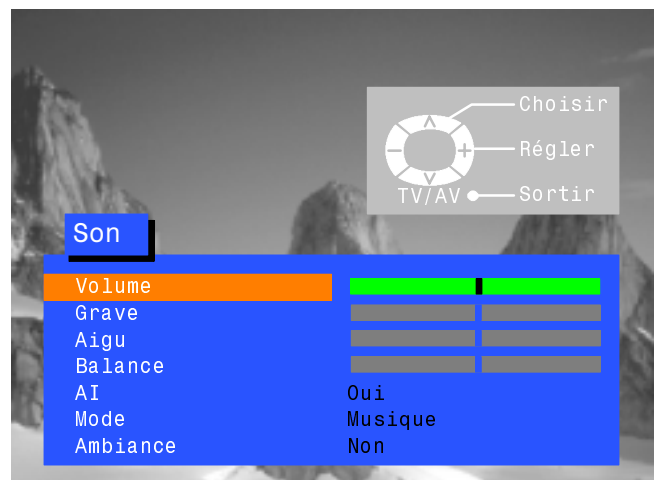 Choisir
Régler
TV/AV
Sortir
Son
Volume
Grave
Aigu
Balance
AI Oui
Mode Musique
Ambiance Non